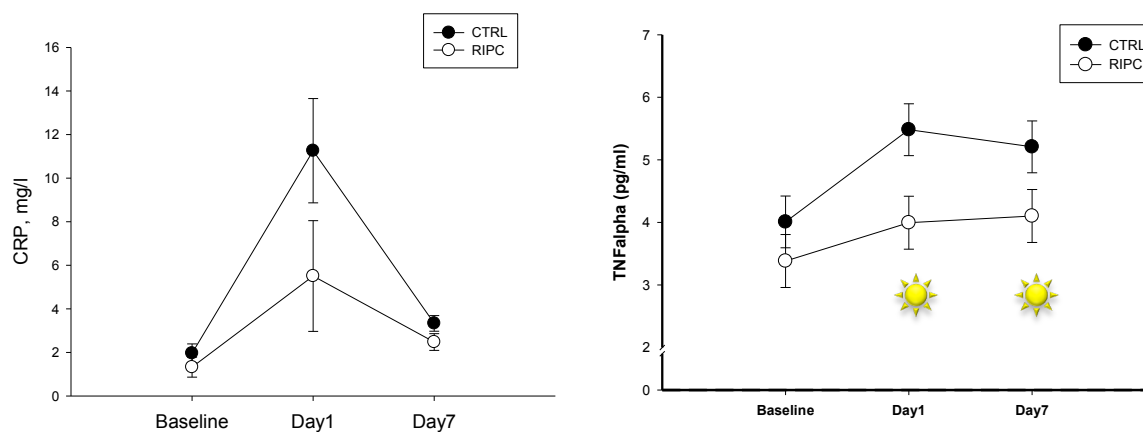 CTRL
RIPC
16
14
12
10
8
6
4
2
0
CRP, mg/l
Baseline Day1 Day7
CTRL
RIPC
7
6
5
4
3
2
0
TNFalpha (pg/ml)
Baseline Day1 Day7